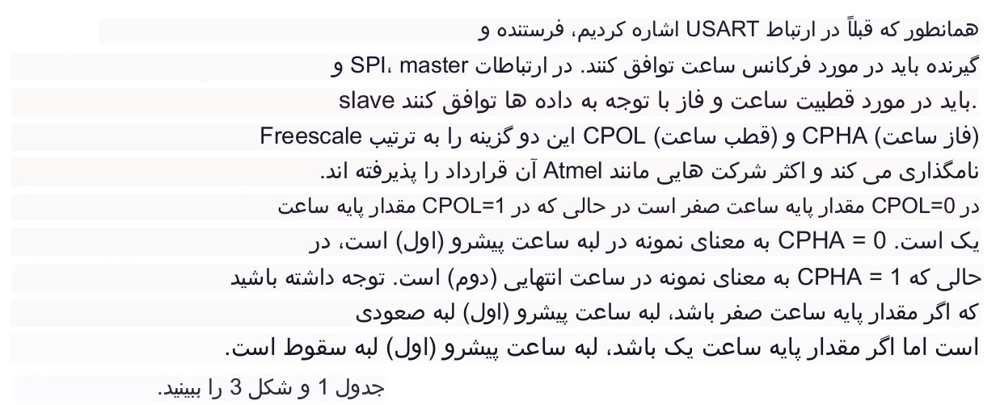 همانطور که قبلاً در ارتباط USART اشاره کردیم، فرستنده و
گیرنده باید در مورد فرکانس ساعت توافق کنند. در ارتباطات SPI، master و
.باید در مورد قطبیت ساعت و فاز با توجه به داده ها توافق کنند slave
(فاز ساعت) CPHA و (قطب ساعت) CPOL این دو گزینه را به ترتیب Freescale
نامگذاری می کند و اکثر شرکت هایی مانند Atmel آن قرارداد را پذیرفته اند.
در CPOL=0 مقدار پایه ساعت صفر است در حالی که در CPOL=1 مقدار پایه ساعت
یک است. CPHA = 0 به معنای نمونه در لبه ساعت پیشرو (اول) است، در
حالی که CPHA = 1 به معنای نمونه در ساعت انتهایی (دوم) است. توجه داشته باشید
که اگر مقدار پایه ساعت صفر باشد، لبه ساعت پیشرو (اول) لبه صعودی
است اما اگر مقدار پایه ساعت یک باشد، لبه ساعت پیشرو (اول) لبه سقوط است.
جدول 1 و شکل 3 را ببینید.